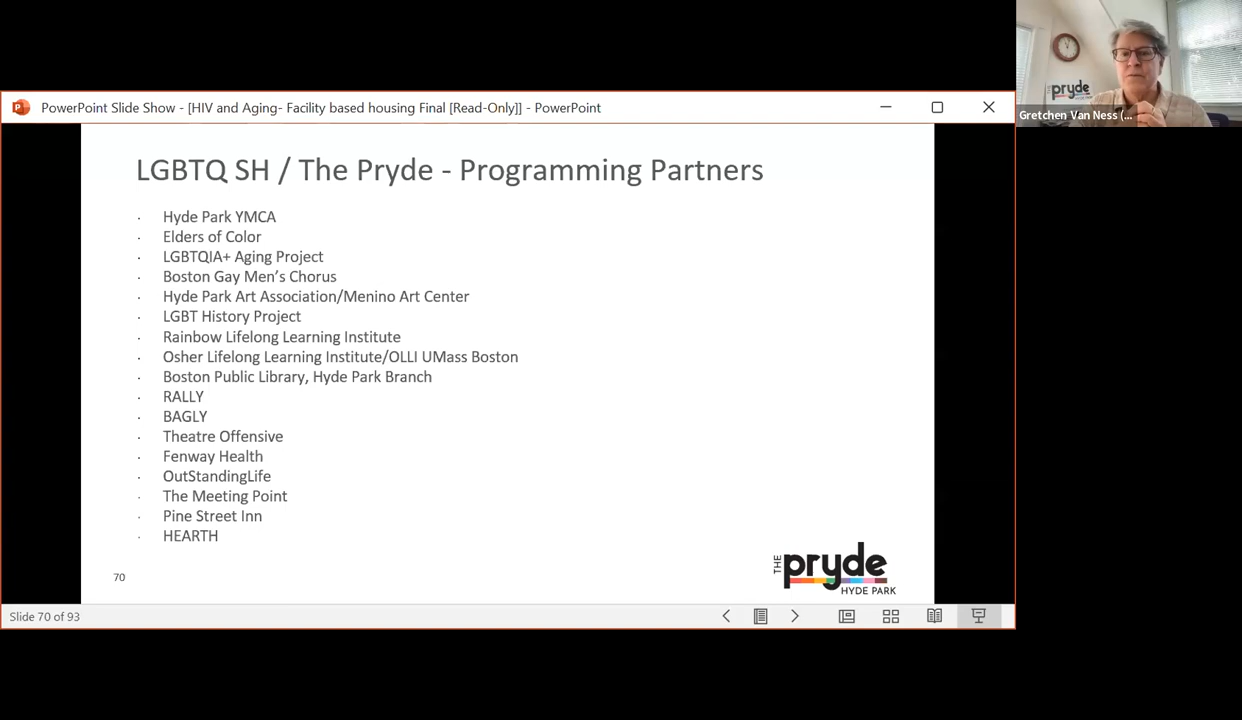 PowerPoint Slide Show - [HIV and Aging- Facility based housing Final [Read-Only]] - PowerPoint
pryde
Gretchen Van Ness (...
LGBTQ SH / The Pryde - Programming Partners
· Hyde Park YMCA
· Elders of Color
· LGBTQIA+ Aging Project
· Boston Gay Men’s Chorus
· Hyde Park Art Association/Menino Art Center
· LGBT History Project
· Rainbow Lifelong Learning Institute
· Osher Lifelong Learning Institute/OLLI UMass Boston
· Boston Public Library, Hyde Park Branch
· RALLY
· BAGLY
· Theatre Offensive
· Fenway Health
· OutStandingLife
· The Meeting Point
· Pine Street Inn
· HEARTH
70
THE pryde
HYDE PARK
Slide 70 of 93